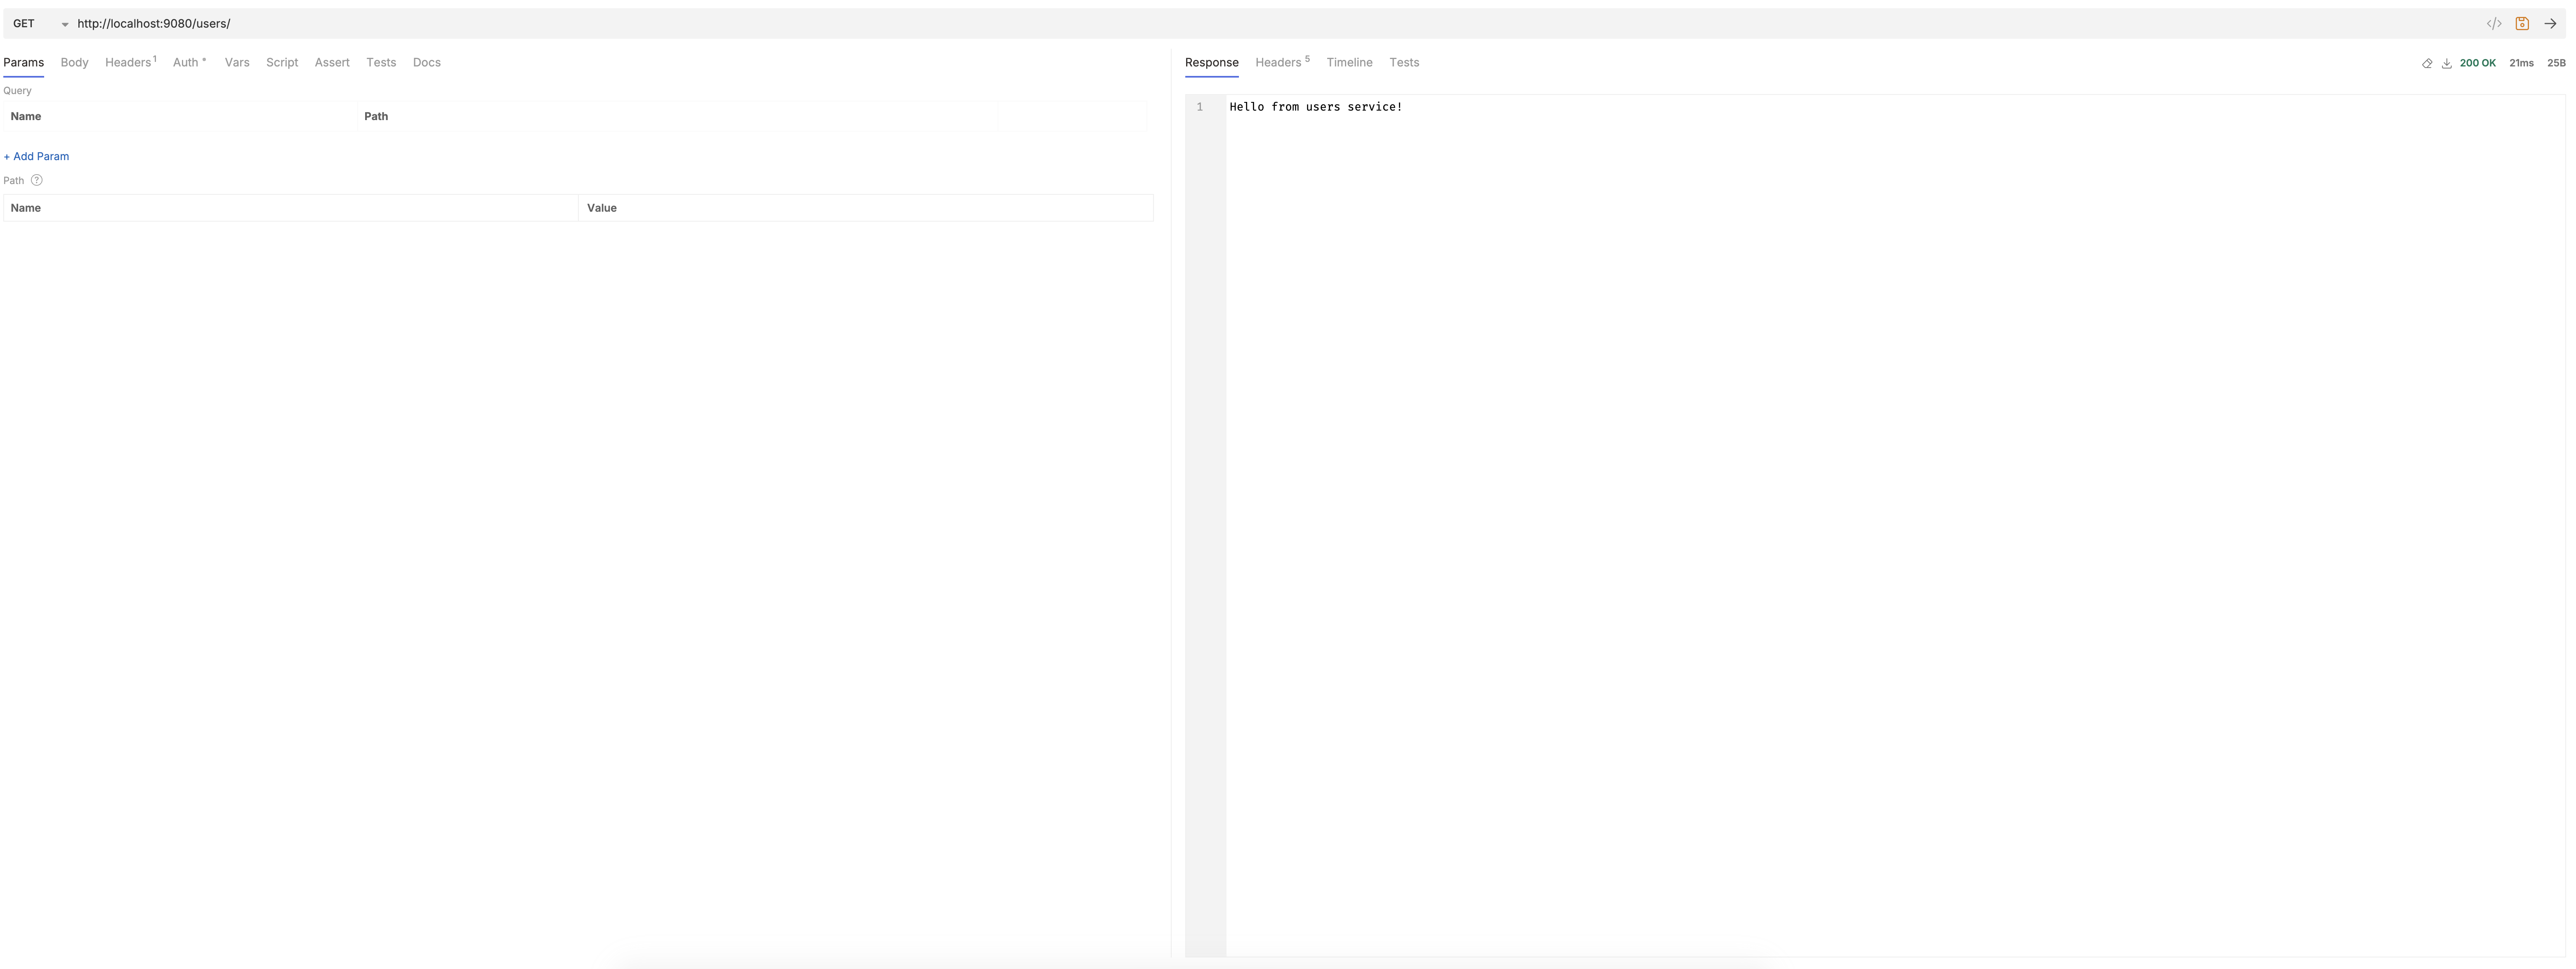 GET http://localhost:9080/users/
Params Body Headers 1 Auth * Vars Script Assert Tests Docs
Query
Name Path
+ Add Param
Path ?
Name Value
Response Headers 5 Timeline Tests 200 OK 21ms 25B
1 Hello from users service!